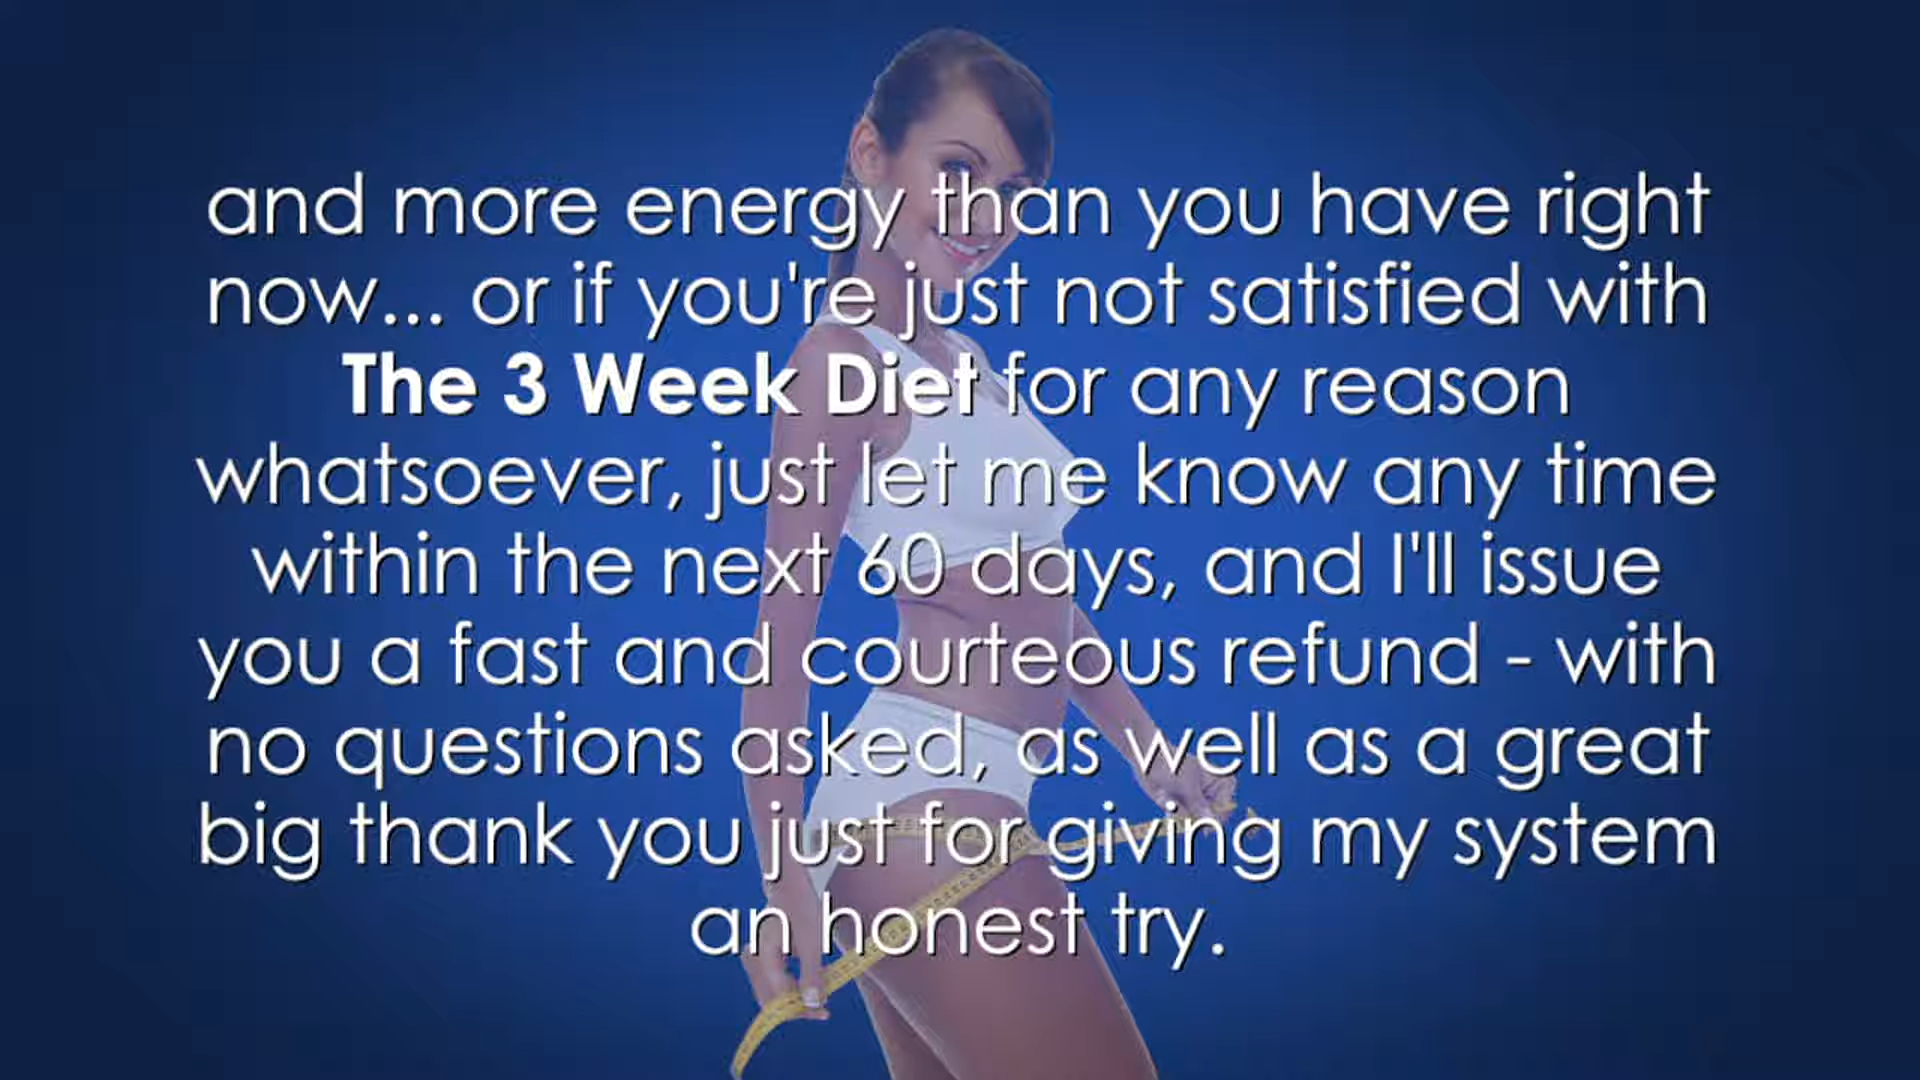 and more energy than you have right
now... or if you're just not satisfied with
The 3 Week Diet for any reason
whatsoever, just let me know any time
within the next 60 days, and I'll issue
you a fast and courteous refund - with
no questions asked, as well as a great
big thank you just for giving my system
an honest try.